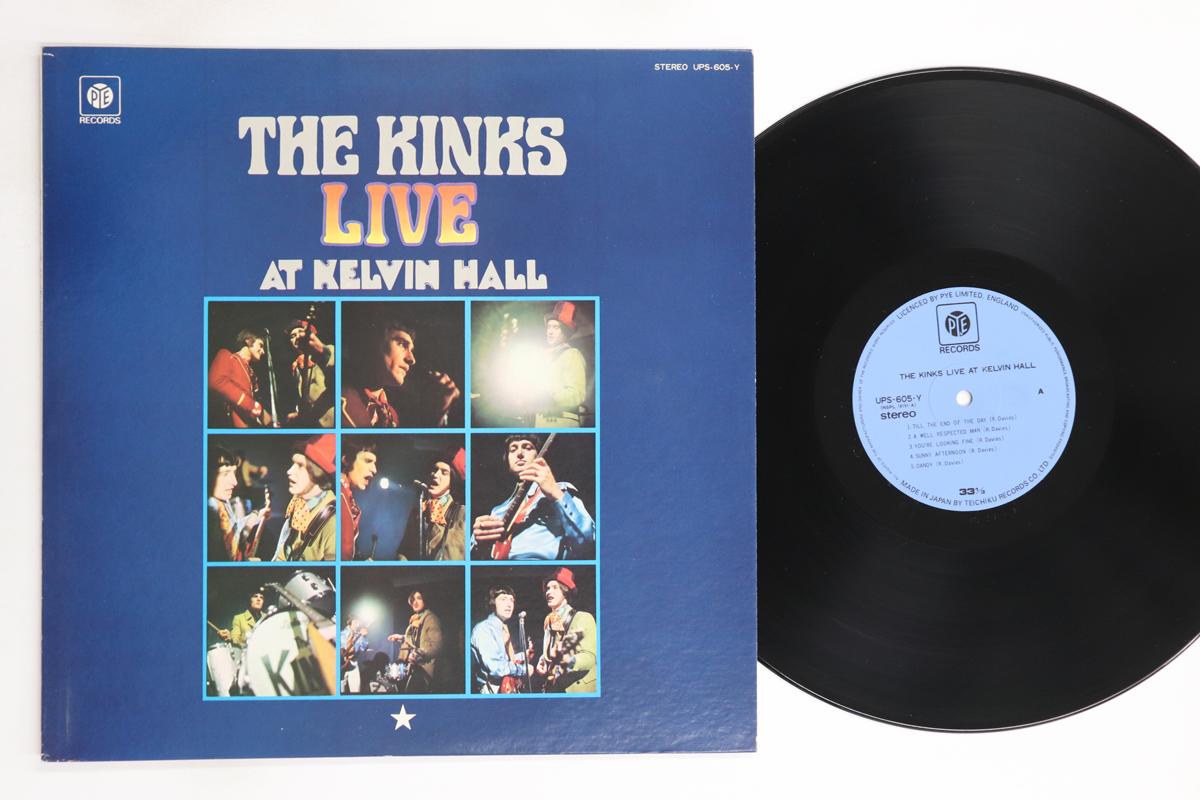 PYE
RECORDS
STEREO UPS-605-Y
THE KINKS
LIVE
AT KELVIN HALL
LICENCED BY PYE LIMITED, ENGLAND
PYE
RECORDS
THE KINKS LIVE AT KELVIN HALL
UPS-605-Y
A
stereo
1. TILL THE END OF THE DAY (R. Davies)
2. A WELL RESPECTED MAN (R. Davies)
3. YOU'RE LOOKING FINE (R. Davies)
4. SUNNY AFTERNOON (R. Davies)
5. DANDY (R. Davies)
33⅓
MADE IN JAPAN BY TEICHIKU RECORDS CO., LTD.